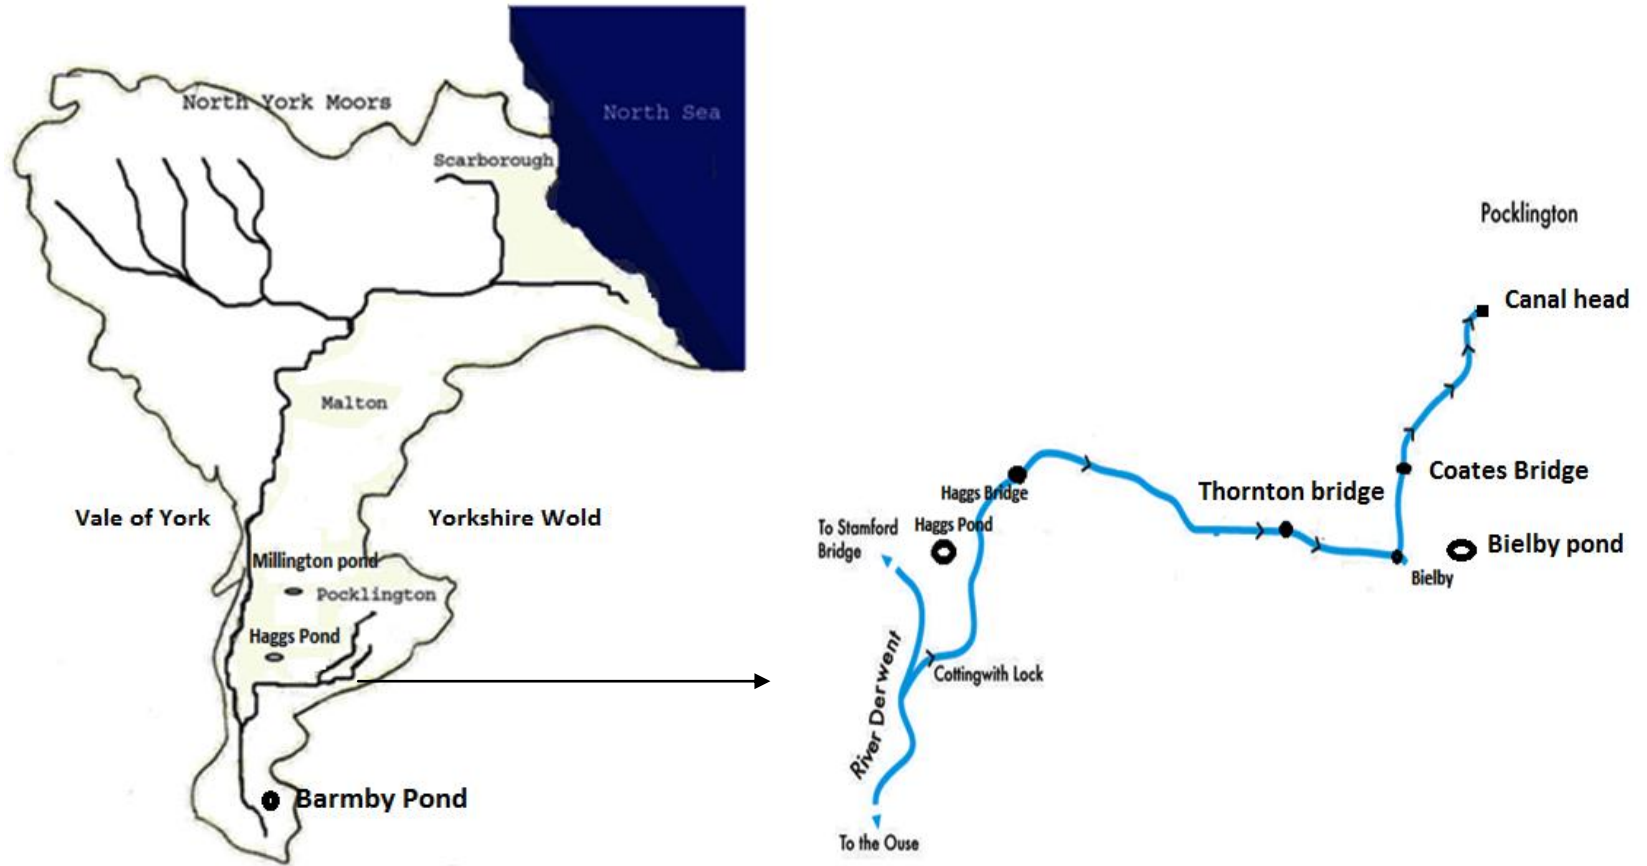 North York Moors
North Sea
Scarborough
Malton
Vale of York
Yorkshire Wold
Millington pond
Pocklington
Haggs Pond
Barmby Pond
Pocklington
Canal head
Coates Bridge
Thornton bridge
Haggs Bridge
Haggs Pond
To Stamford
Bridge
Bielby pond
Bielby
Cottingwith Lock
River Derwent
To the Ouse